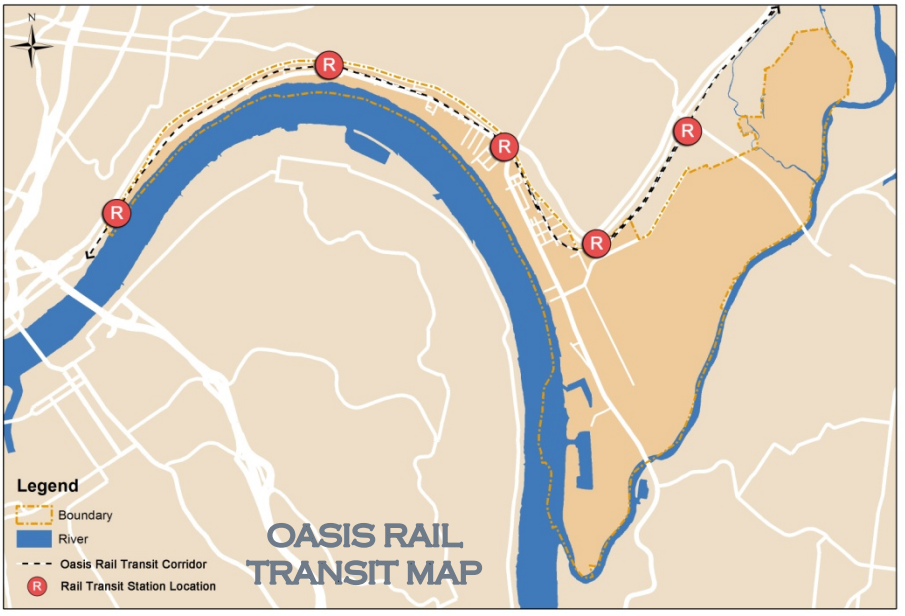 N
R
R
R
R
R
Legend
Boundary
River
Oasis Rail Transit Corridor
R Rail Transit Station Location
OASIS RAIL
TRANSIT MAP